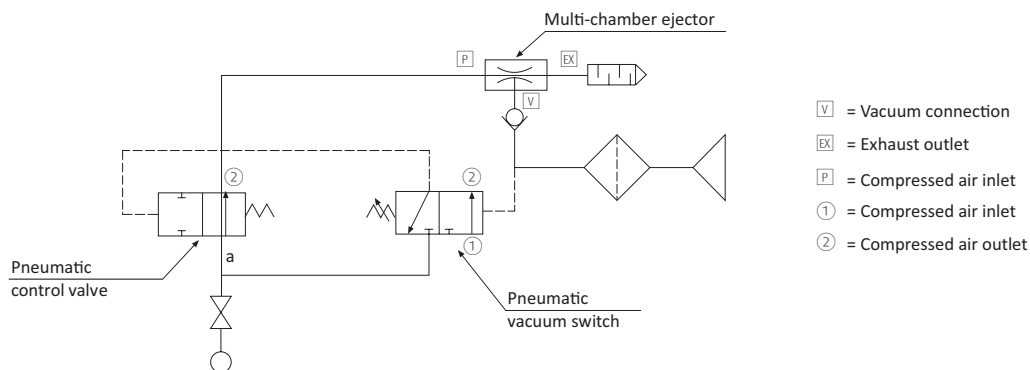 Multi-chamber ejector
P
EX
V
V = Vacuum connection
EX = Exhaust outlet
P = Compressed air inlet
1 = Compressed air inlet
2 = Compressed air outlet
2
2
1
a
Pneumatic
control valve
Pneumatic
vacuum switch